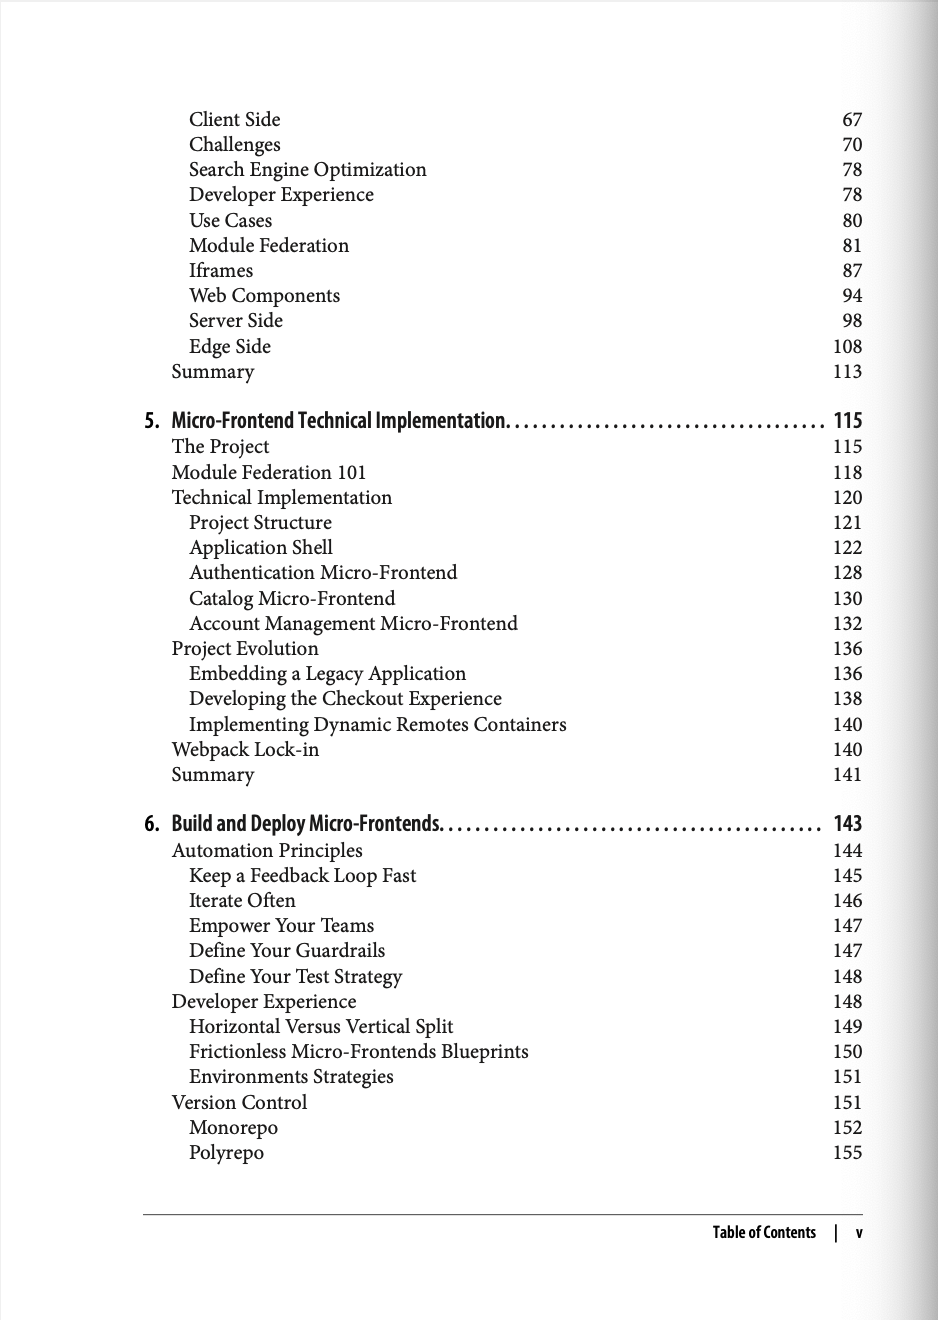 Client Side 67
Challenges 70
Search Engine Optimization 78
Developer Experience 78
Use Cases 80
Module Federation 81
Iframes 87
Web Components 94
Server Side 98
Edge Side 108
Summary 113
5. Micro-Frontend Technical Implementation. . . . . . . . . . . . . . . . . . . . . . . . . . . . . . . . . . . . 115
The Project 115
Module Federation 101 118
Technical Implementation 120
Project Structure 121
Application Shell 122
Authentication Micro-Frontend 128
Catalog Micro-Frontend 130
Account Management Micro-Frontend 132
Project Evolution 136
Embedding a Legacy Application 136
Developing the Checkout Experience 138
Implementing Dynamic Remotes Containers 140
Webpack Lock-in 140
Summary 141
6. Build and Deploy Micro-Frontends. . . . . . . . . . . . . . . . . . . . . . . . . . . . . . . . . . . . . . . . . . . 143
Automation Principles 144
Keep a Feedback Loop Fast 145
Iterate Often 146
Empower Your Teams 147
Define Your Guardrails 147
Define Your Test Strategy 148
Developer Experience 148
Horizontal Versus Vertical Split 149
Frictionless Micro-Frontends Blueprints 150
Environments Strategies 151
Version Control 151
Monorepo 152
Polyrepo 155
Table of Contents | v